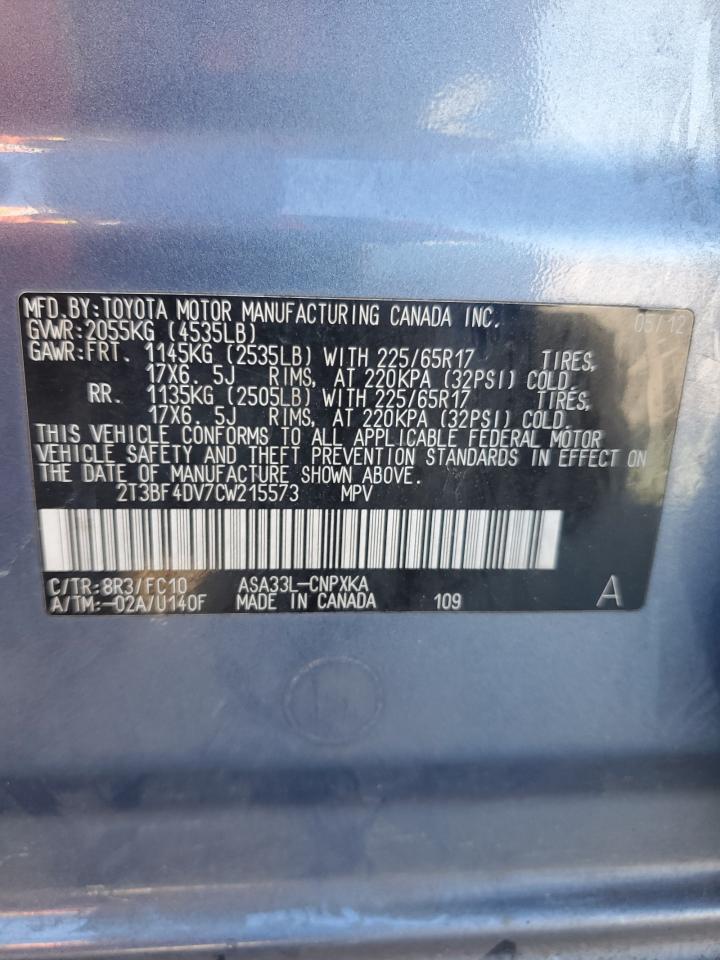 MFD.BY:TOYOTA MOTOR MANUFACTURING CANADA INC. 05/12
GVWR:2055KG (4535LB)
GAWR:FRT. 1145KG (2535LB) WITH 225/65R17 TIRES,
17X6. 5J RIMS, AT 220KPA (32PSI) COLD.
RR. 1135KG (2505LB) WITH 225/65R17 TIRES,
17X6. 5J RIMS, AT 220KPA (32PSI) COLD.
THIS VEHICLE CONFORMS TO ALL APPLICABLE FEDERAL MOTOR
VEHICLE SAFETY AND THEFT PREVENTION STANDARDS IN EFFECT ON
THE DATE OF MANUFACTURE SHOWN ABOVE.
2T3BF4DV7CW215573 MPV
C/TR:8R3/FC10 ASA33L-CNPXKA
A/TM:-02A/U140F MADE IN CANADA 109 A